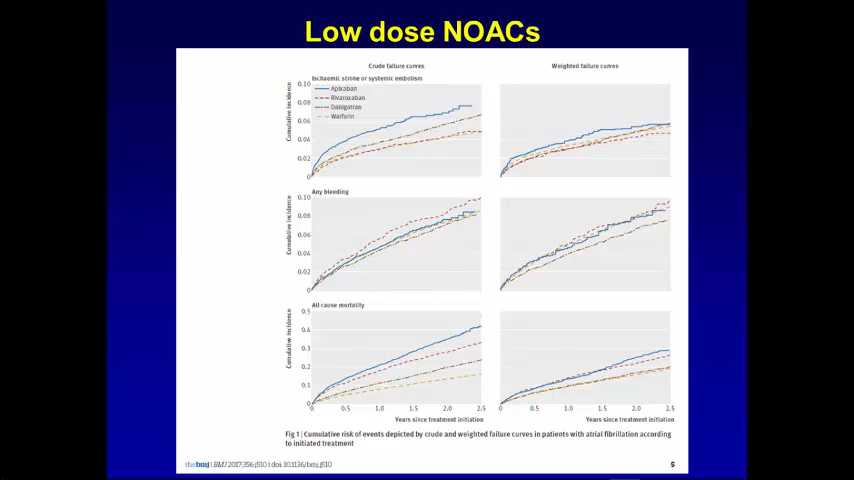 Low dose NOACs
Crude failure curves
Weighted failure curves
Ischaemic stroke or systemic embolism
Cumulative incidence
0.10
0.08
0.06
0.04
0.02
0
Apixaban
Rivaroxaban
Dabigatran
Warfarin
Any bleeding
Cumulative incidence
0.10
0.08
0.06
0.04
0.02
0
All cause mortality
Cumulative incidence
0.5
0.4
0.3
0.2
0.1
0
0 0.5 1.0 1.5 2.0 2.5
0 0.5 1.0 1.5 2.0 2.5
Years since treatment initiation
Years since treatment initiation
Fig 1 | Cumulative risk of events depicted by crude and weighted failure curves in patients with atrial fibrillation according
to initiated treatment
thebmj | BMJ 2017;356:j510 | doi: 10.1136/bmj.j510
5